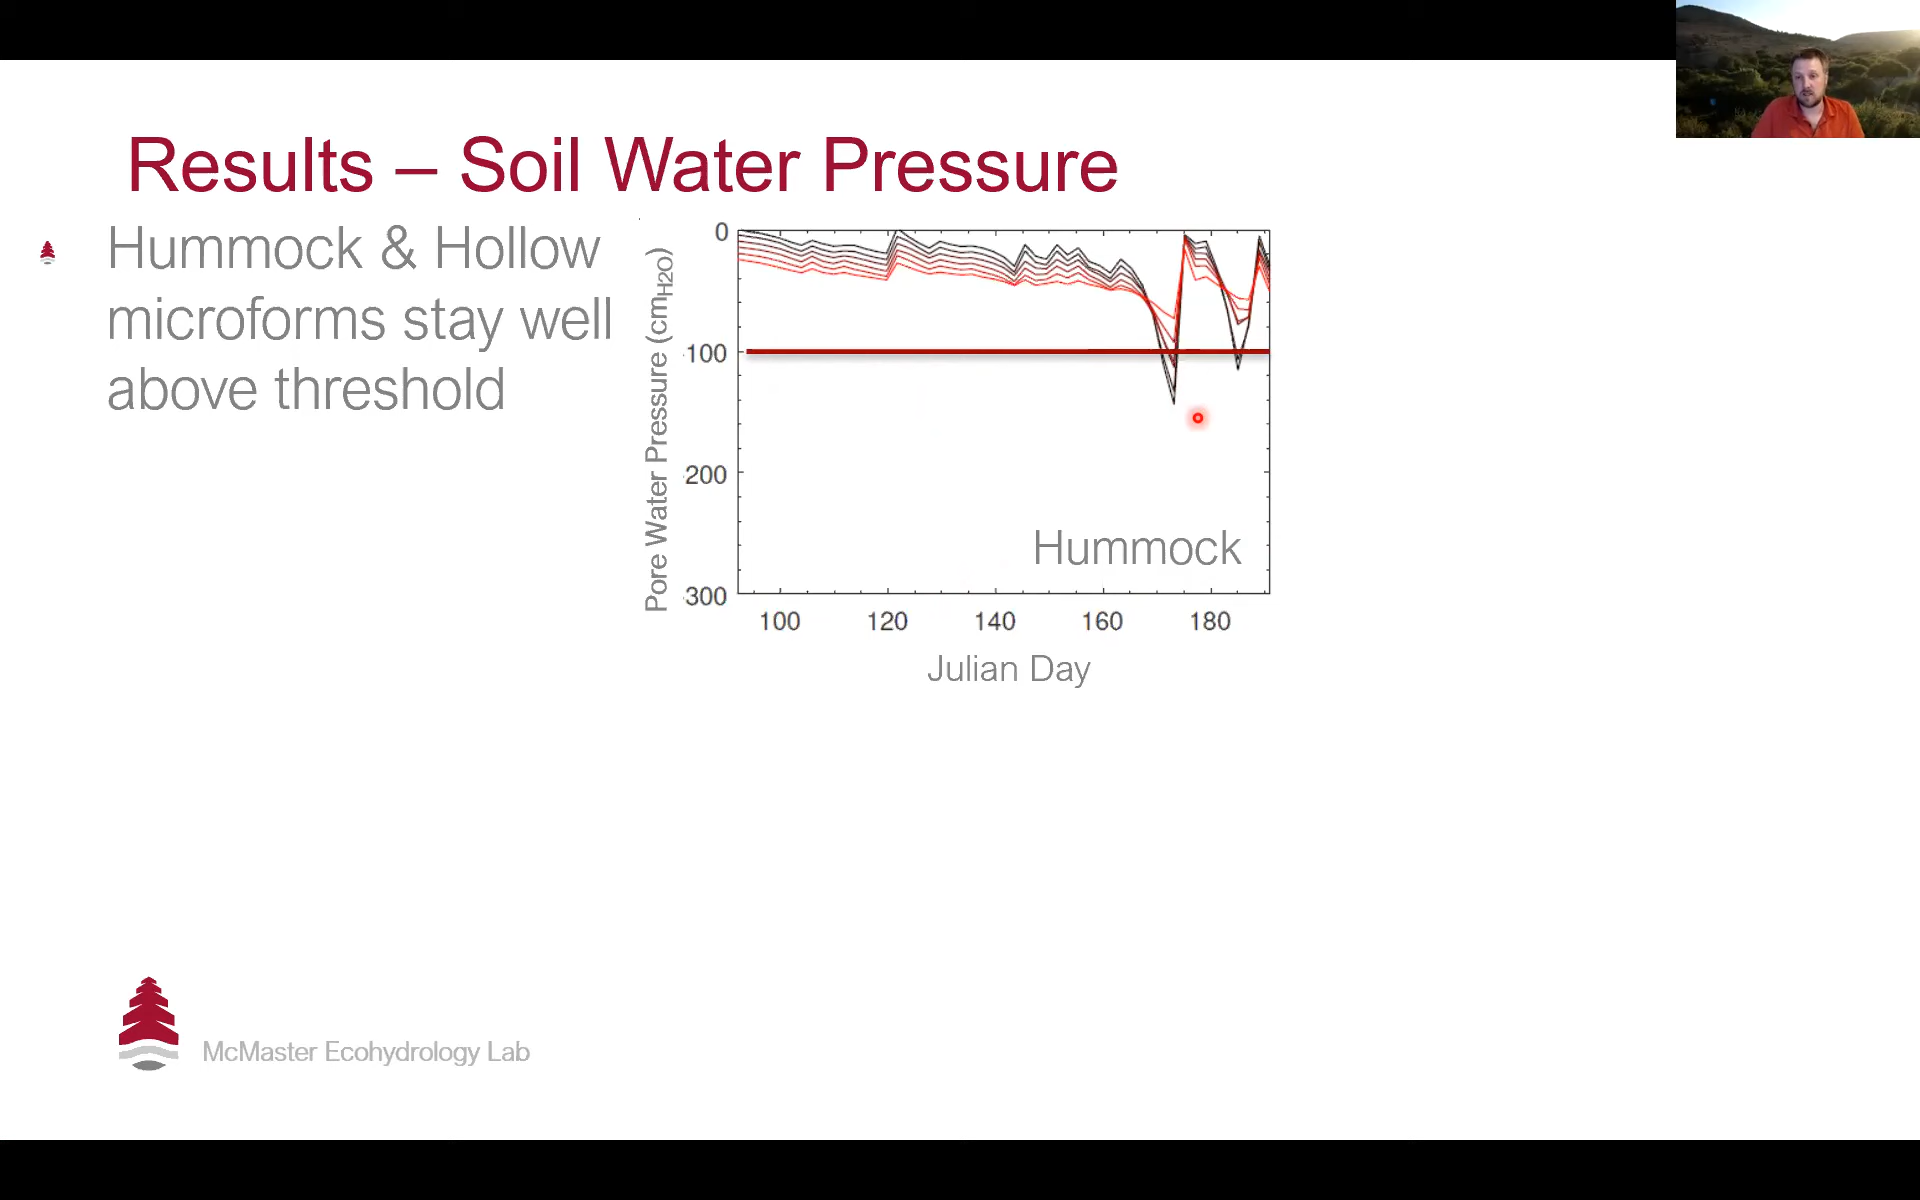 Results – Soil Water Pressure
Hummock & Hollow
microforms stay well
above threshold
Pore Water Pressure (cmH2O)
0
-100
-200
-300
Hummock
100 120 140 160 180
Julian Day
McMaster Ecohydrology Lab